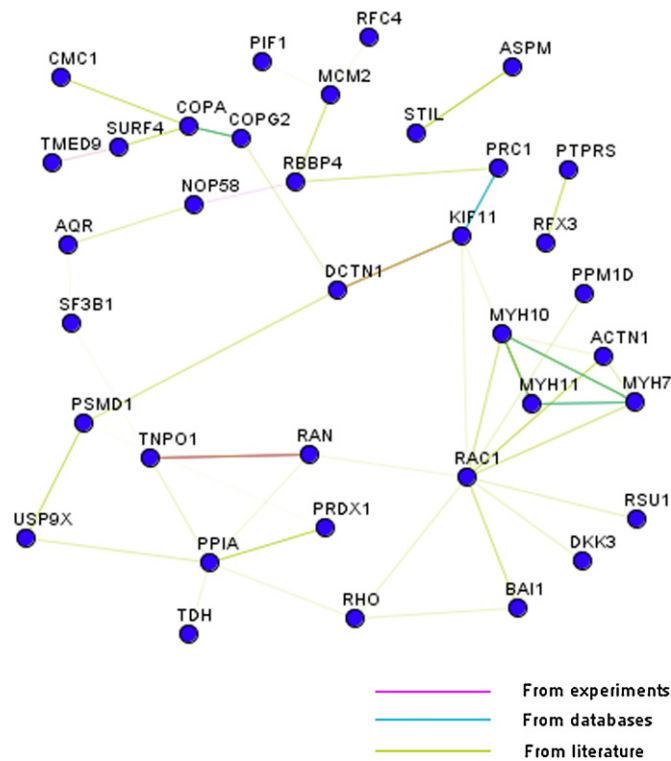 RFC4
PIF1
ASPM
CMC1
MCM2
COPA
COPG2
STIL
SURF4
TMED9
RBBP4
PRC1
PTPRS
NOP58
AQR
KIF11
RFX3
DCTN1
PPM1D
SF3B1
MYH10
ACTN1
MYH11
MYH7
PSMD1
TNPO1
RAN
RAC1
PRDX1
RSU1
USP9X
PPIA
DKK3
BAI1
RHO
TDH
From experiments
From databases
From literature